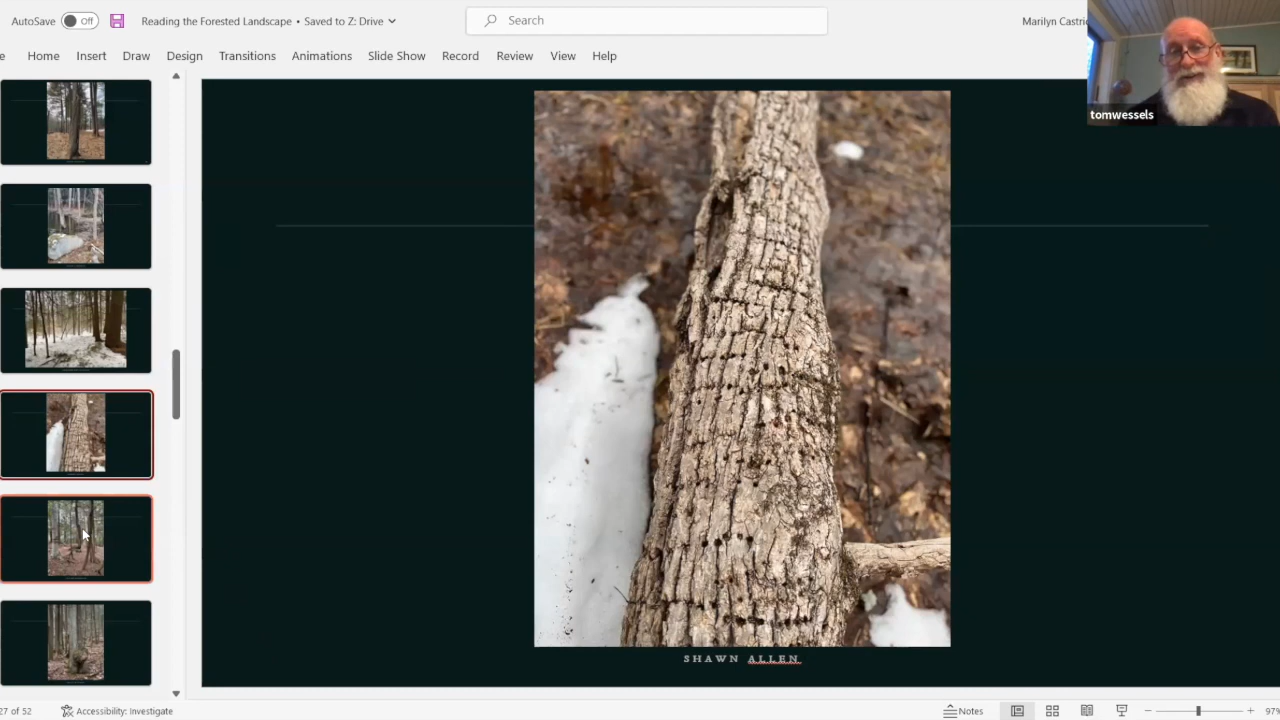 AutoSave Off Reading the Forested Landscape • Saved to Z: Drive Search Marilyn Castri
Home Insert Draw Design Transitions Animations Slide Show Record Review View Help
tomwessels
SHAWN ALLEN
27 of 52 Accessibility: Investigate Notes 97%